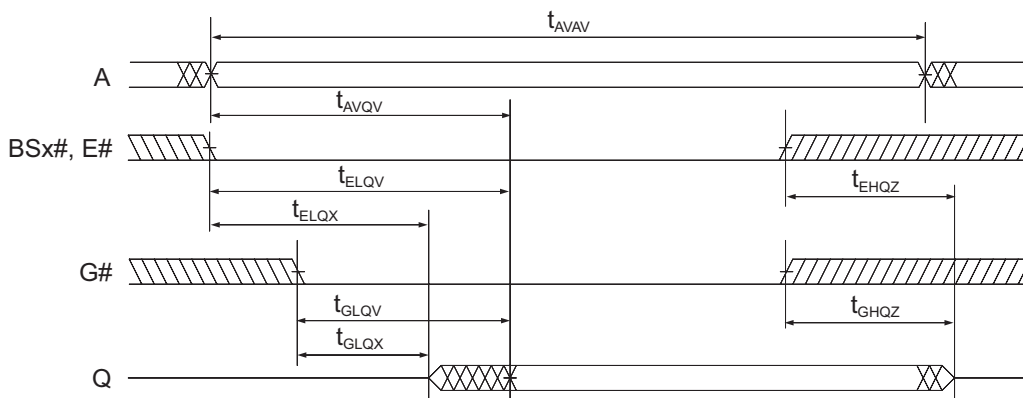 tAVAV
A
tAVQV
BSx#, E#
tELQV
tEHQZ
tELQX
G#
tGLQV
tGHQZ
tGLQX
Q